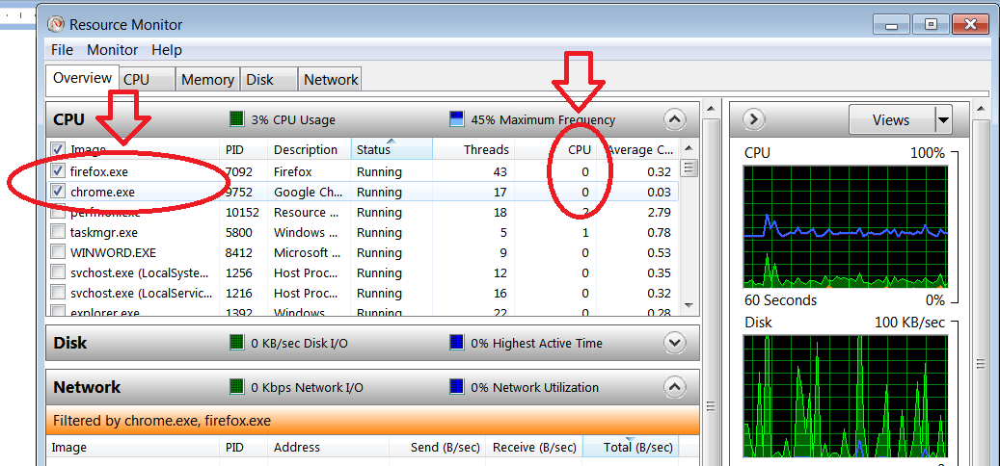 Resource Monitor
File Monitor Help
Overview CPU Memory Disk Network
CPU 3% CPU Usage 45% Maximum Frequency
Image PID Description Status Threads CPU Average C...
firefox.exe 7092 Firefox Running 43 0 0.32
chrome.exe 9752 Google Ch... Running 17 0 0.03
perfmon.exe 10152 Resource ... Running 18 2 2.79
taskmgr.exe 5800 Windows ... Running 5 1 0.78
WINWORD.EXE 8412 Microsoft ... Running 9 0 0.53
svchost.exe (LocalSyste... 1256 Host Proc... Running 12 0 0.35
svchost.exe (LocalServic... 1216 Host Proc... Running 16 0 0.32
explorer.exe 1392 Windows Running 22 0 0.28
Disk 0 KB/sec Disk I/O 0% Highest Active Time
Network 0 Kbps Network I/O 0% Network Utilization
Filtered by chrome.exe, firefox.exe
Image PID Address Send (B/sec) Receive (B/sec) Total (B/sec)
Views
CPU 100%
60 Seconds 0%
Disk 100 KB/sec